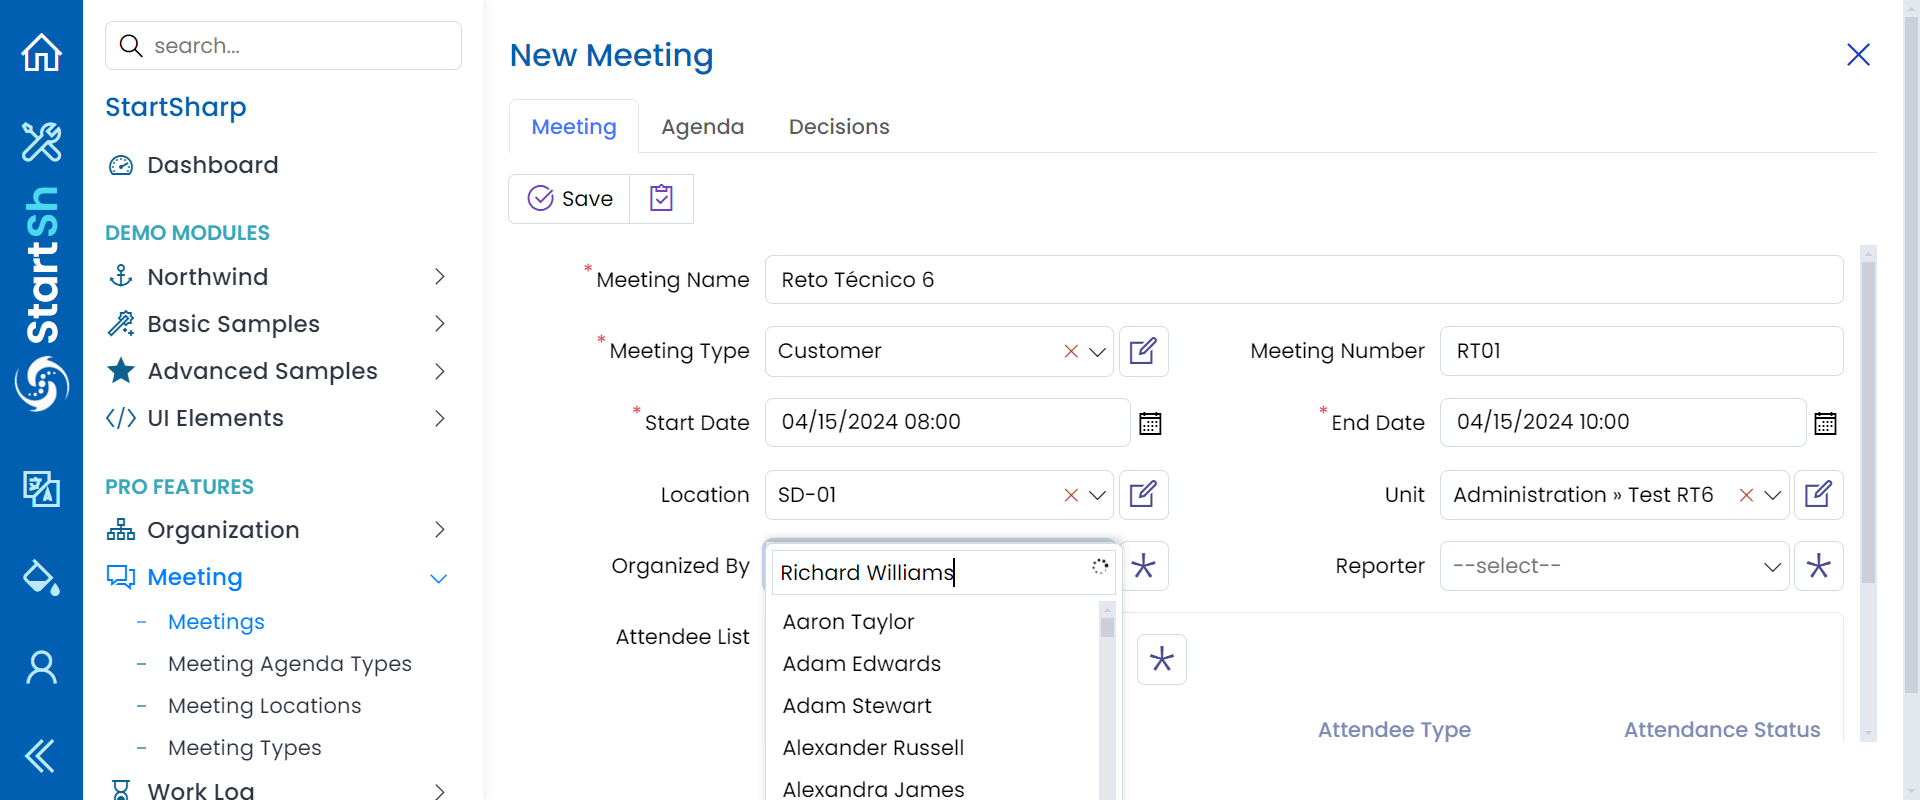 StartSh
search...
StartSharp
Dashboard
DEMO MODULES
Northwind
Basic Samples
Advanced Samples
UI Elements
PRO FEATURES
Organization
Meeting
Meetings
Meeting Agenda Types
Meeting Locations
Meeting Types
Work Log
New Meeting
Meeting Agenda Decisions
Save
*Meeting Name Reto Técnico 6
*Meeting Type Customer Meeting Number RT01
*Start Date 04/15/2024 08:00 *End Date 04/15/2024 10:00
Location SD-01 Unit Administration » Test RT6
Organized By Richard Williams Reporter --select--
Attendee List
Aaron Taylor
Adam Edwards
Adam Stewart
Alexander Russell
Alexandra James
Attendee Type Attendance Status